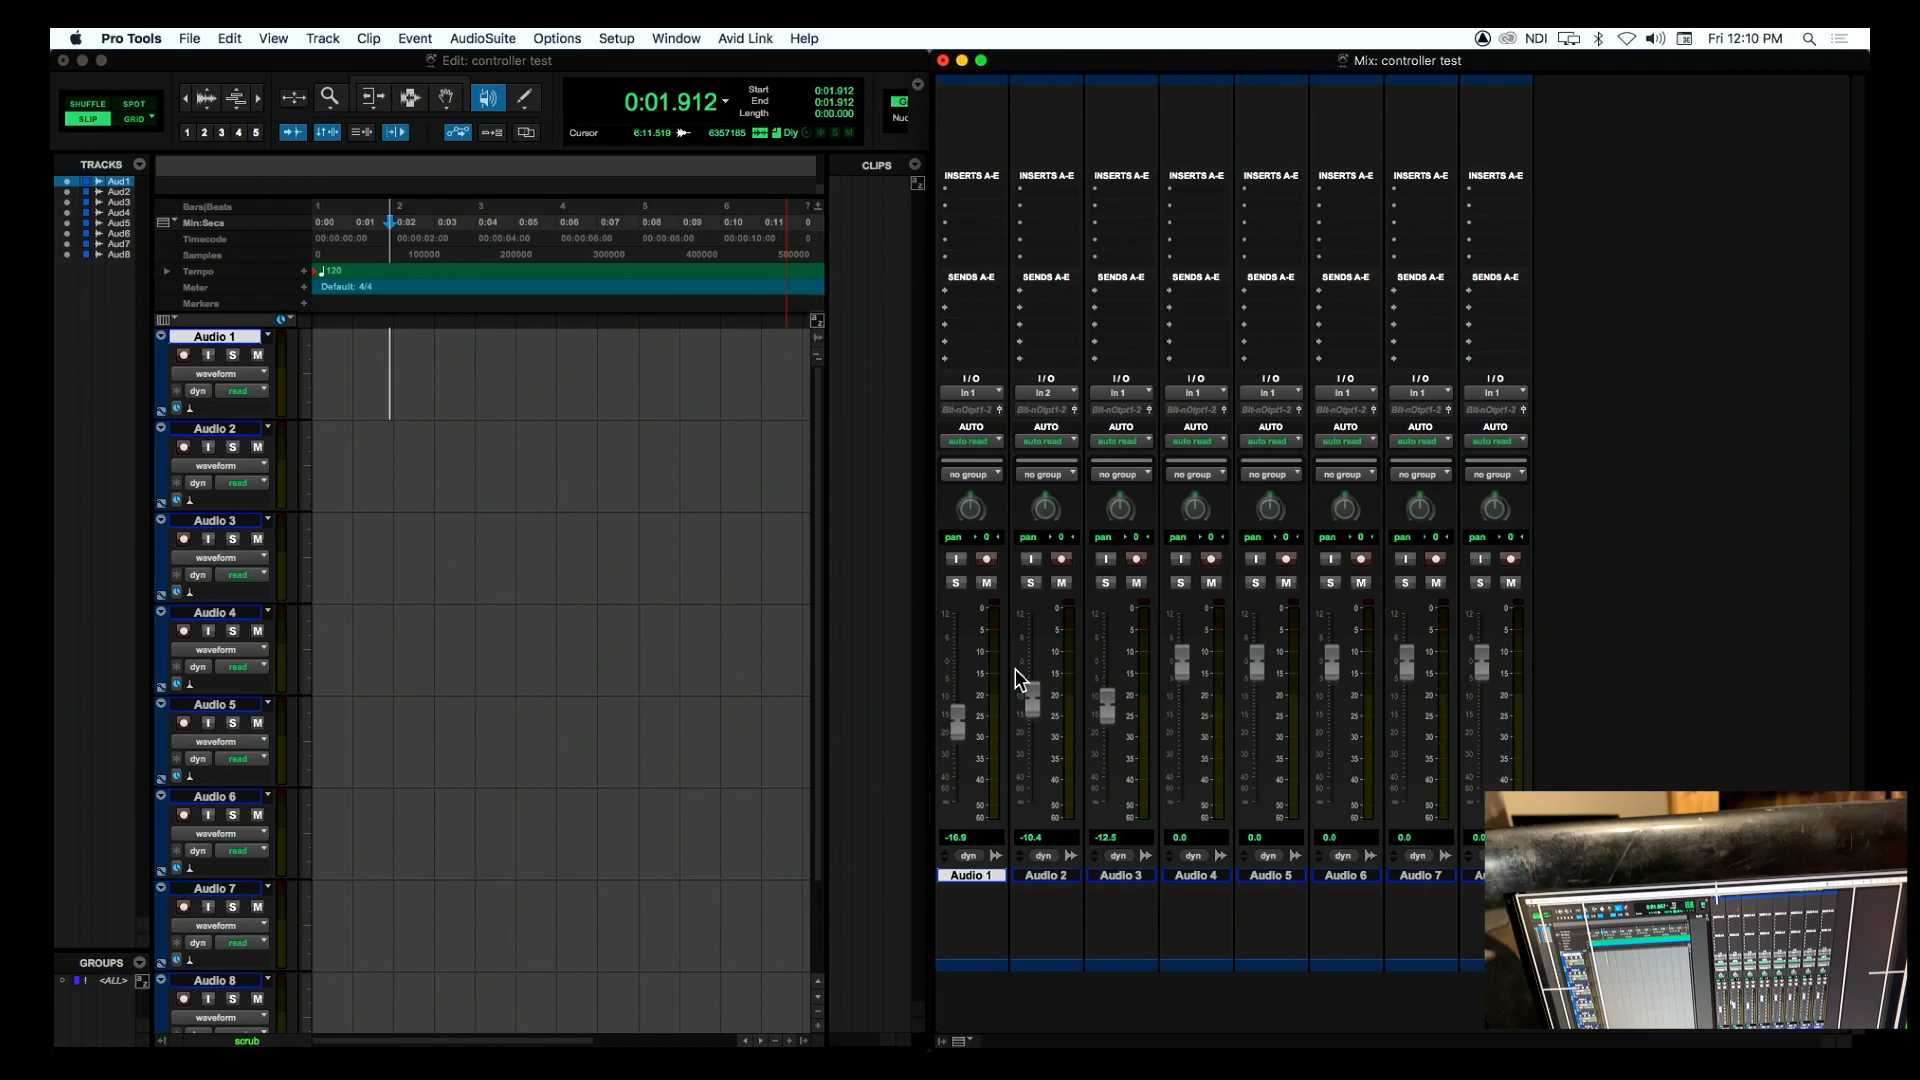 Pro Tools File Edit View Track Clip Event AudioSuite Options Setup Window Avid Link Help NDI Fri 12:10 PM
Edit: controller test
Mix: controller test
SHUFFLE SPOT
SLIP GRID
1 2 3 4 5
0:01.912
Start 0:01.912
End 0:01.912
Length 0:00.000
Cursor 6:11.519 6357185 Dly S M
TRACKS
Aud1
Aud2
Aud3
Aud4
Aud5
Aud6
Aud7
Aud8
CLIPS
Bars|Beats 1 2 3 4 5 6 7
Min:Secs 0:00 0:01 0:02 0:03 0:04 0:05 0:06 0:07 0:08 0:09 0:10 0:11 0
Timecode 00:00:00:00 00:00:02:00 00:00:04:00 00:00:06:00 00:00:08:00 00:00:10:00 0
Samples 0 100000 200000 300000 400000 500000
Tempo 120
Meter Default: 4/4
Markers
Audio 1
I S M
waveform
dyn read
Audio 2
I S M
waveform
dyn read
Audio 3
I S M
waveform
dyn read
Audio 4
I S M
waveform
dyn read
Audio 5
I S M
waveform
dyn read
Audio 6
I S M
waveform
dyn read
Audio 7
I S M
waveform
dyn read
Audio 8
I S M
waveform
GROUPS
! <ALL>
scrub
INSERTS A-E INSERTS A-E INSERTS A-E INSERTS A-E INSERTS A-E INSERTS A-E INSERTS A-E INSERTS A-E
SENDS A-E SENDS A-E SENDS A-E SENDS A-E SENDS A-E SENDS A-E SENDS A-E SENDS A-E
I/O I/O I/O I/O I/O I/O I/O I/O
In 1 In 2 In 1 In 1 In 1 In 1 In 1 In 1
Blt-nOtpt1-2 Blt-nOtpt1-2 Blt-nOtpt1-2 Blt-nOtpt1-2 Blt-nOtpt1-2 Blt-nOtpt1-2 Blt-nOtpt1-2 Blt-nOtpt1-2
AUTO AUTO AUTO AUTO AUTO AUTO AUTO AUTO
auto read auto read auto read auto read auto read auto read auto read auto read
no group no group no group no group no group no group no group no group
pan 0 pan 0 pan 0 pan 0 pan 0 pan 0 pan 0 pan 0
I I I I I I I I
S M S M S M S M S M S M S M S M
-16.9 -10.4 -12.5 0.0 0.0 0.0 0.0
dyn dyn dyn dyn dyn dyn dyn
Audio 1 Audio 2 Audio 3 Audio 4 Audio 5 Audio 6 Audio 7